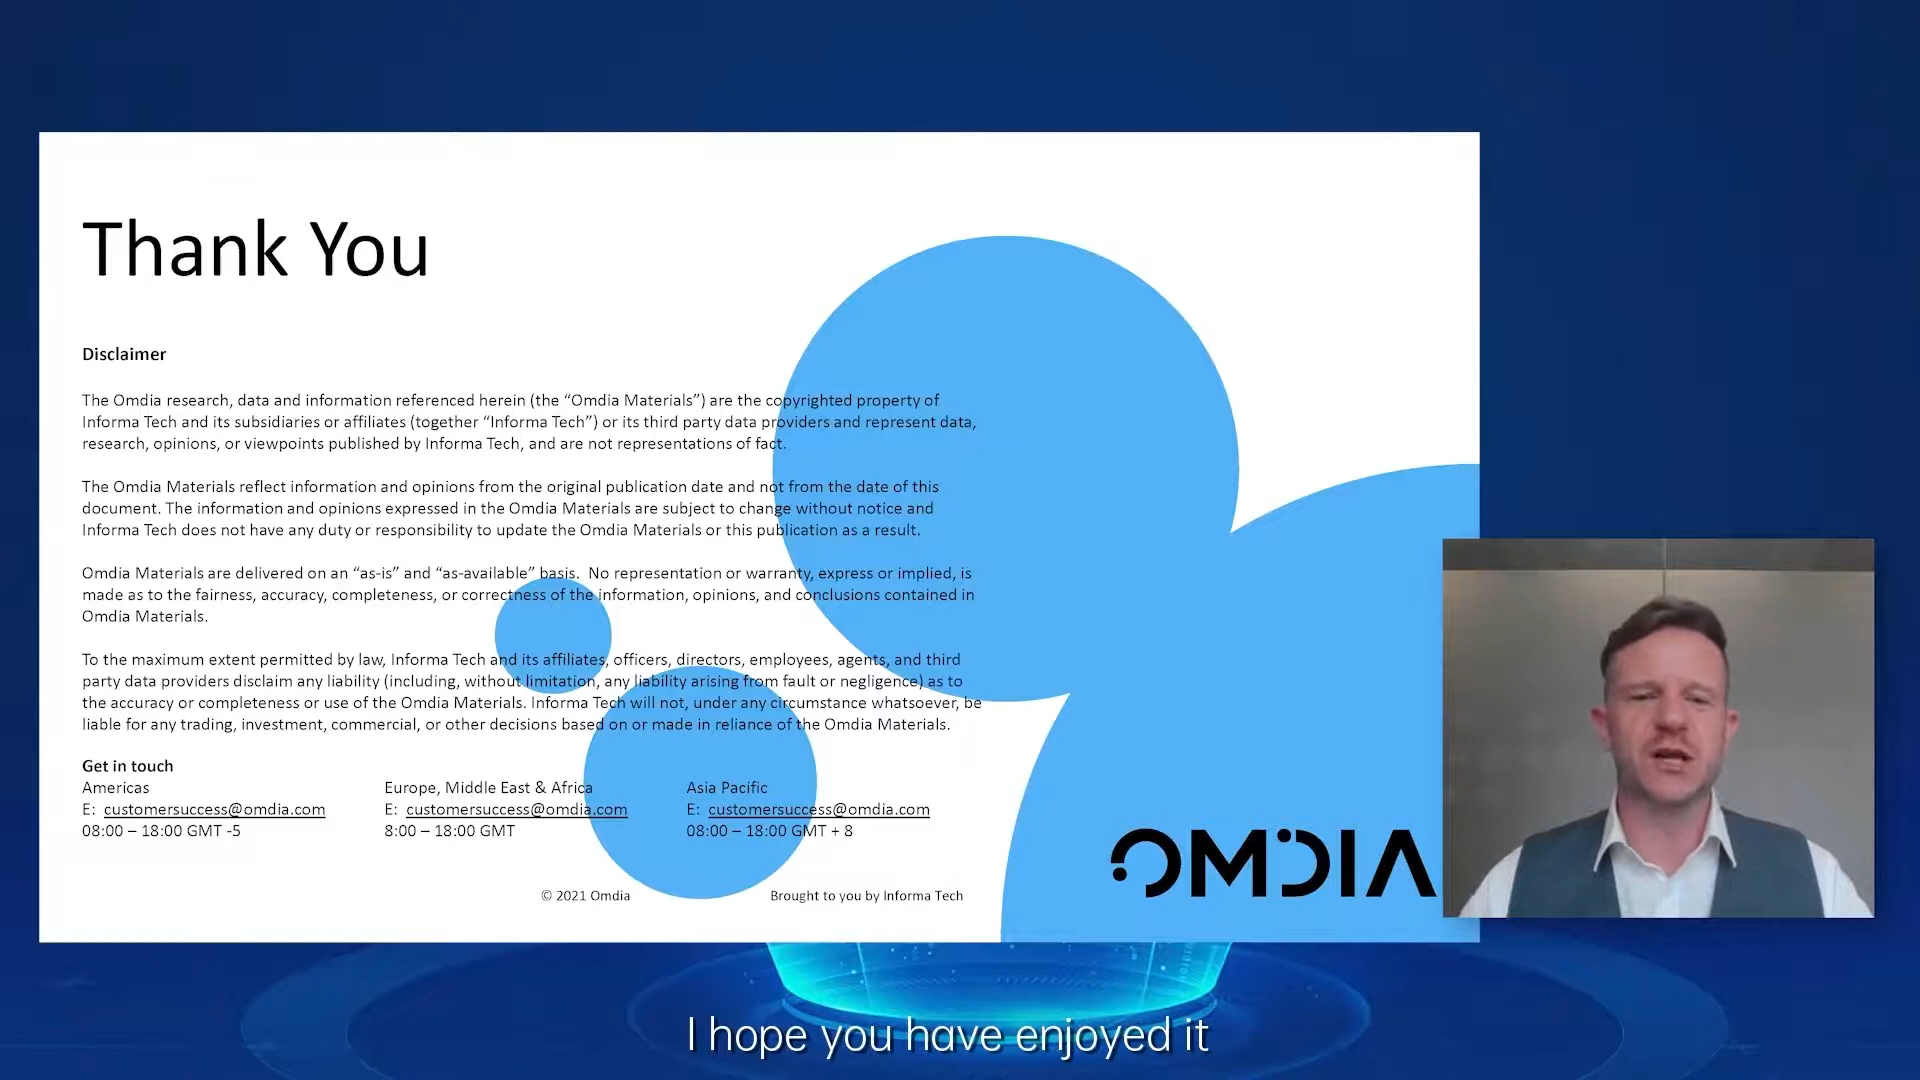 Thank You
Disclaimer
The Omdia research, data and information referenced herein (the “Omdia Materials”) are the copyrighted property of
Informa Tech and its subsidiaries or affiliates (together “Informa Tech”) or its third party data providers and represent data,
research, opinions, or viewpoints published by Informa Tech, and are not representations of fact.
The Omdia Materials reflect information and opinions from the original publication date and not from the date of this
document. The information and opinions expressed in the Omdia Materials are subject to change without notice and
Informa Tech does not have any duty or responsibility to update the Omdia Materials or this publication as a result.
Omdia Materials are delivered on an “as-is” and “as-available” basis.  No representation or warranty, express or implied, is
made as to the fairness, accuracy, completeness, or correctness of the information, opinions, and conclusions contained in
Omdia Materials.
To the maximum extent permitted by law, Informa Tech and its affiliates, officers, directors, employees, agents, and third
party data providers disclaim any liability (including, without limitation, any liability arising from fault or negligence) as to
the accuracy or completeness or use of the Omdia Materials. Informa Tech will not, under any circumstance whatsoever, be
liable for any trading, investment, commercial, or other decisions based on or made in reliance of the Omdia Materials.
Get in touch
Americas
E: customersuccess@omdia.com
08:00 – 18:00 GMT -5
Europe, Middle East & Africa
E: customersuccess@omdia.com
8:00 – 18:00 GMT
Asia Pacific
E: customersuccess@omdia.com
08:00 – 18:00 GMT + 8
© 2021 Omdia
Brought to you by Informa Tech
OMDIA
I hope you have enjoyed it